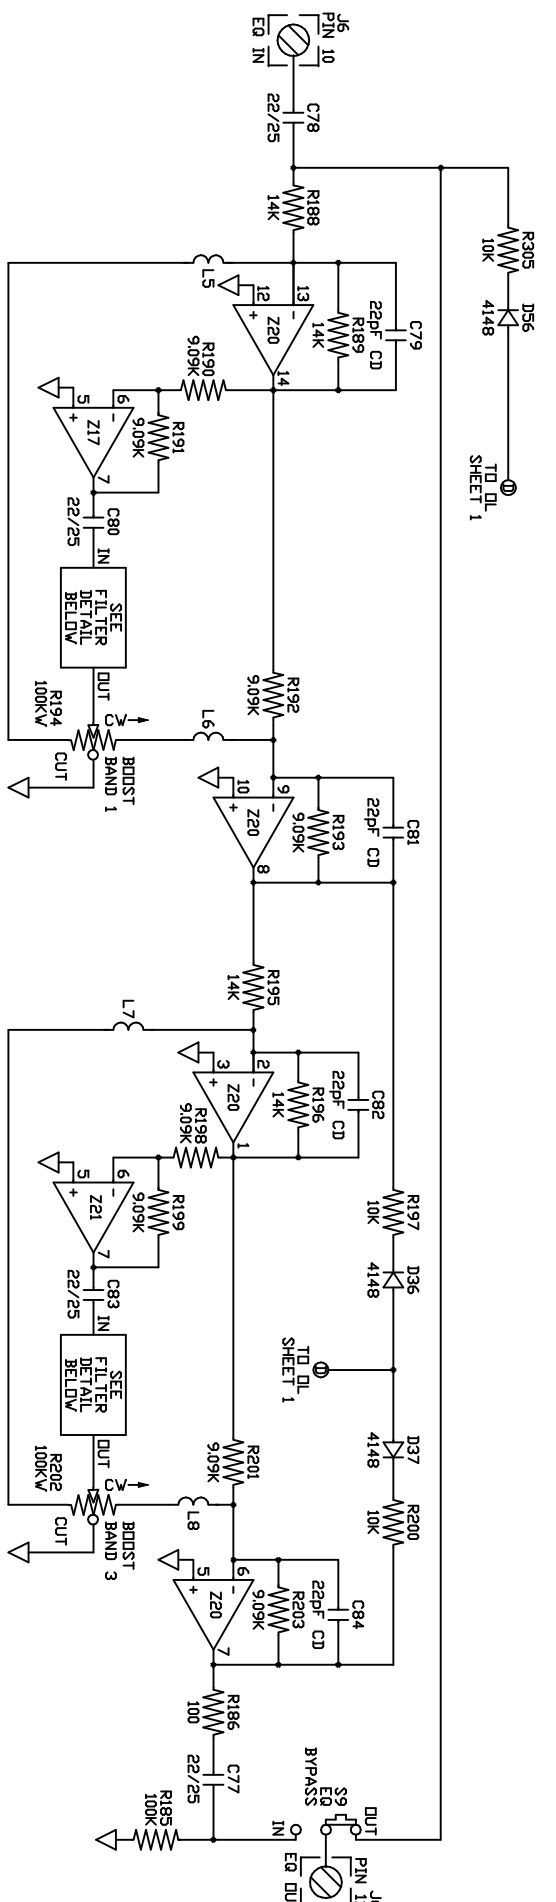 J6
PIN 10
EQ IN
C78
22/25
R305
10K
D56
4148
D
TO OL
SHEET 1
R188
14K
C79
22pF CD
R189
14K
L5
13
12
-
+
Z20
14
R190
9.09K
R191
9.09K
6
5
-
+
Z17
7
C80
22/25
IN
SEE
FILTER
DETAIL
BELOW
OUT
R194
100KW
CW
BOOST
BAND 1
CUT
L6
R192
9.09K
C81
22pF CD
R193
9.09K
9
10
-
+
Z20
8
R195
14K
L7
C82
22pF CD
R196
14K
2
3
-
+
Z20
1
R198
9.09K
R199
9.09K
6
5
-
+
Z21
7
C83
22/25
IN
SEE
FILTER
DETAIL
BELOW
OUT
R202
100KW
CW
BOOST
BAND 3
CUT
L8
R197
10K
D36
4148
D
TO OL
SHEET 1
D37
4148
R200
10K
R201
9.09K
C84
22pF CD
R203
9.09K
6
5
-
+
Z20
7
R186
100
C77
22/25
R185
100K
S9
EQ
BYPASS
OUT
IN
PIN